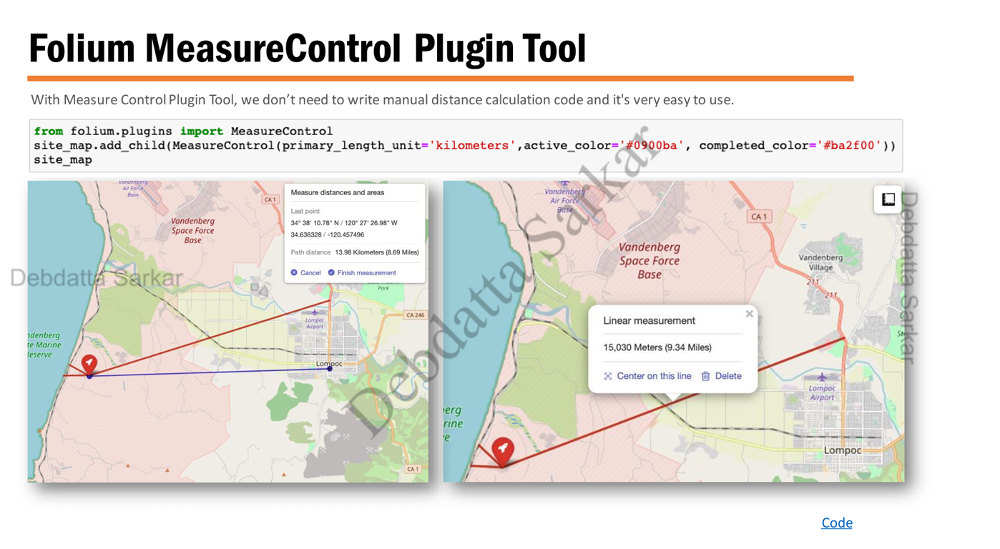 Folium MeasureControl Plugin Tool
With Measure Control Plugin Tool, we don’t need to write manual distance calculation code and it's very easy to use.
from folium.plugins import MeasureControl
site_map.add_child(MeasureControl(primary_length_unit='kilometers',active_color='#0900ba', completed_color='#ba2f00'))
site_map
Vandenberg
Air Force
Base
CA 1
Vandenberg
Space Force
Base
Measure distances and areas
Last point
34° 38' 10.78" N / 120° 27' 26.98" W
34.636328 / -120.457496
Path distance 13.98 Kilometers (8.69 Miles)
Cancel Finish measurement
Park
CA 246
Lompoc
Airport
ndenberg
te Marine
Reserve
Lompoc
CA 1
Vandenberg
Air Force
Base
CA 1
Vandenberg
Space Force
Base
Vandenberg
Village
211
211
Linear measurement
15,030 Meters (9.34 Miles)
Center on this line Delete
Lompoc
Airport
erg
rine
e
St
Lompoc
Debdatta Sarkar
Debdatta Sarkar
Debdatta Sarkar
Code